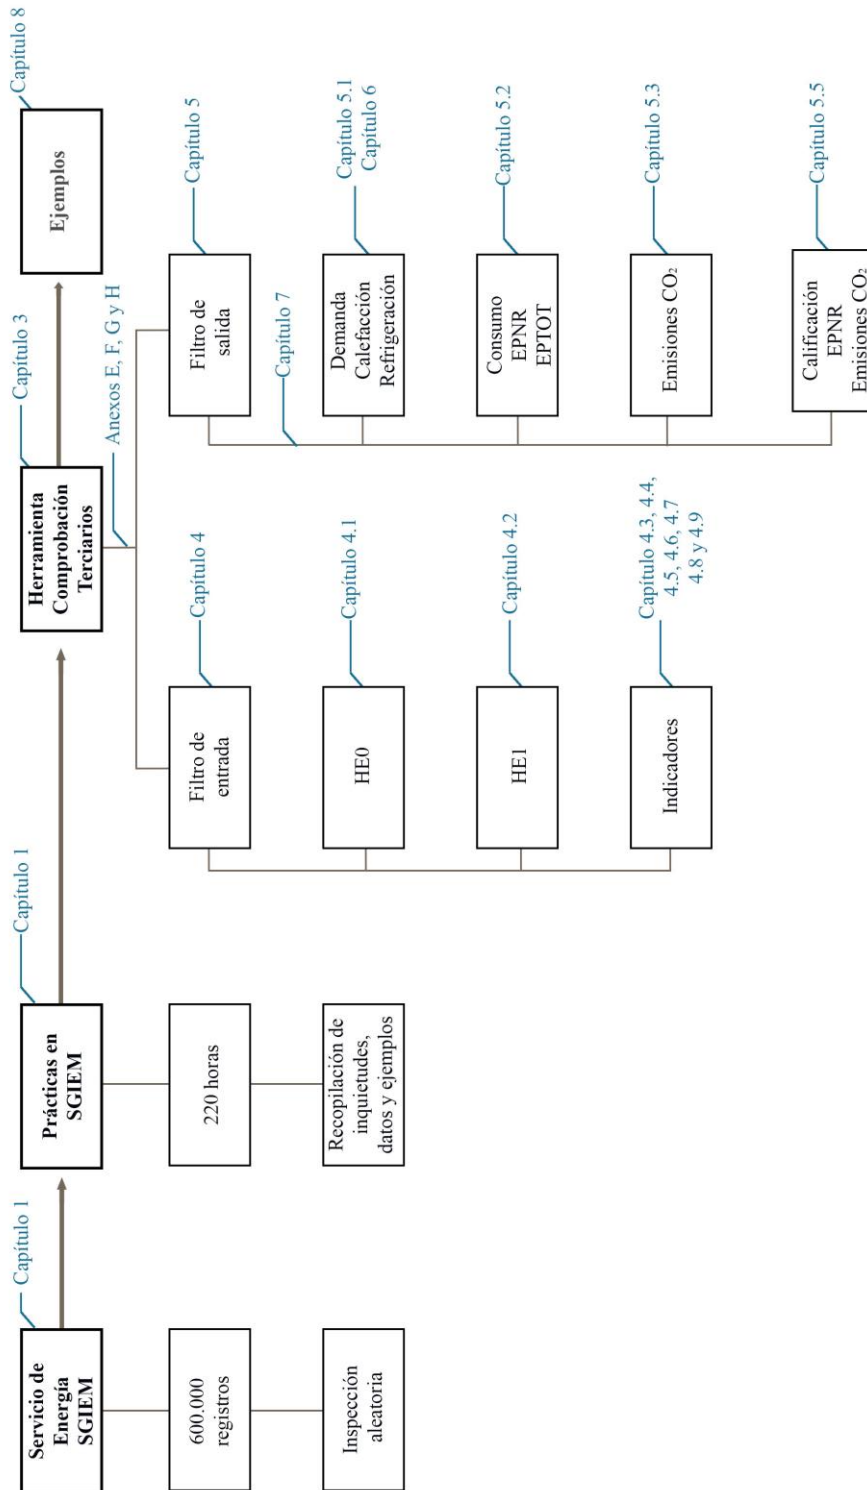 Capítulo 1
Servicio de
Energía
SGIEM
600.000
registros
Inspección
aleatoria
Capítulo 1
Prácticas en
SGIEM
220 horas
Recopilación de
inquietudes,
datos y ejemplos
Capítulo 3
Herramienta
Comprobación
Terciarios
Anexos E, F, G y H
Capítulo 4
Filtro de
entrada
Capítulo 4.1
HE0
Capítulo 4.2
HE1
Capítulo 4.3, 4.4,
4.5, 4.6, 4.7
4.8 y 4.9
Indicadores
Capítulo 5
Filtro de
salida
Capítulo 7
Capítulo 5.1
Capítulo 6
Demanda
Calefacción
Refrigeración
Capítulo 5.2
Consumo
EPNR
EPTOT
Capítulo 5.3
Emisiones CO₂
Capítulo 5.5
Calificación
EPNR
Emisiones CO₂
Capítulo 8
Ejemplos